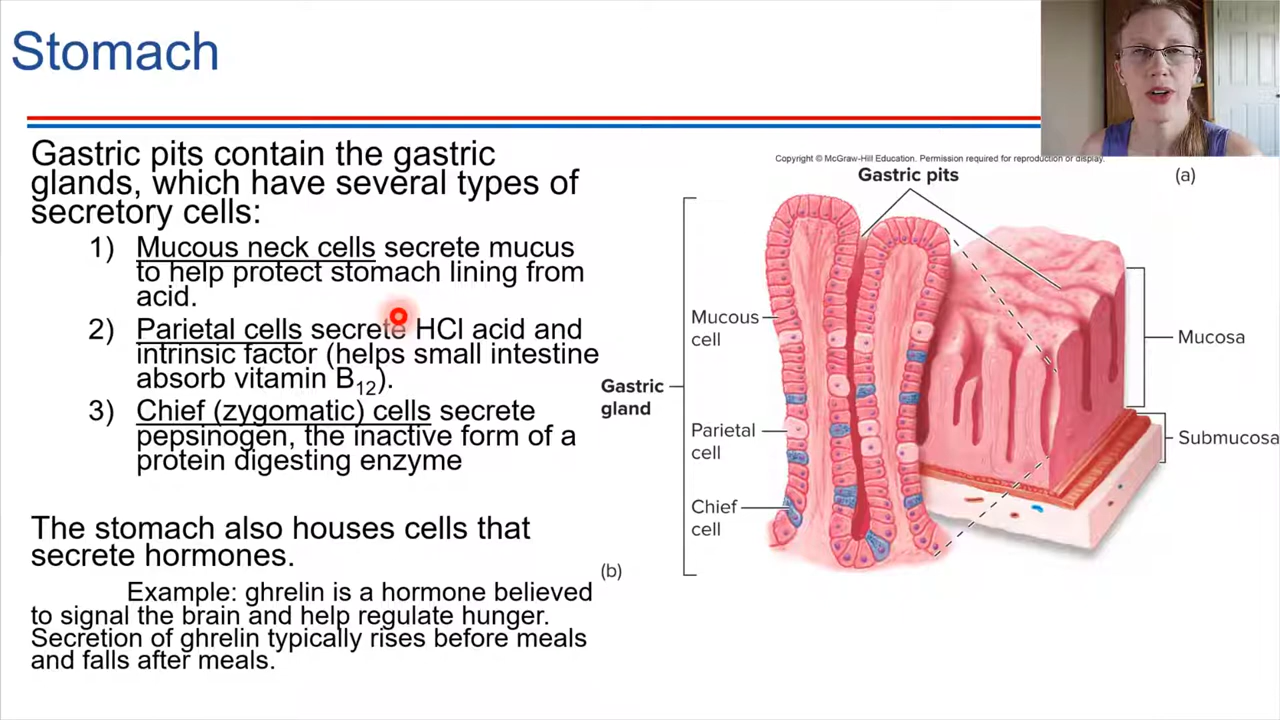 Stomach
Gastric pits contain the gastric
glands, which have several types of
secretory cells:
1) Mucous neck cells secrete mucus
to help protect stomach lining from
acid.
2) Parietal cells secrete HCl acid and
intrinsic factor (helps small intestine
absorb vitamin B12).
3) Chief (zygomatic) cells secrete
pepsinogen, the inactive form of a
protein digesting enzyme
The stomach also houses cells that
secrete hormones.
Example: ghrelin is a hormone believed
to signal the brain and help regulate hunger.
Secretion of ghrelin typically rises before meals
and falls after meals.
Copyright © McGraw-Hill Education. Permission required for reproduction or display.
Gastric pits
(a)
Mucous
cell
Gastric
gland
Parietal
cell
Chief
cell
(b)
Mucosa
Submucosa